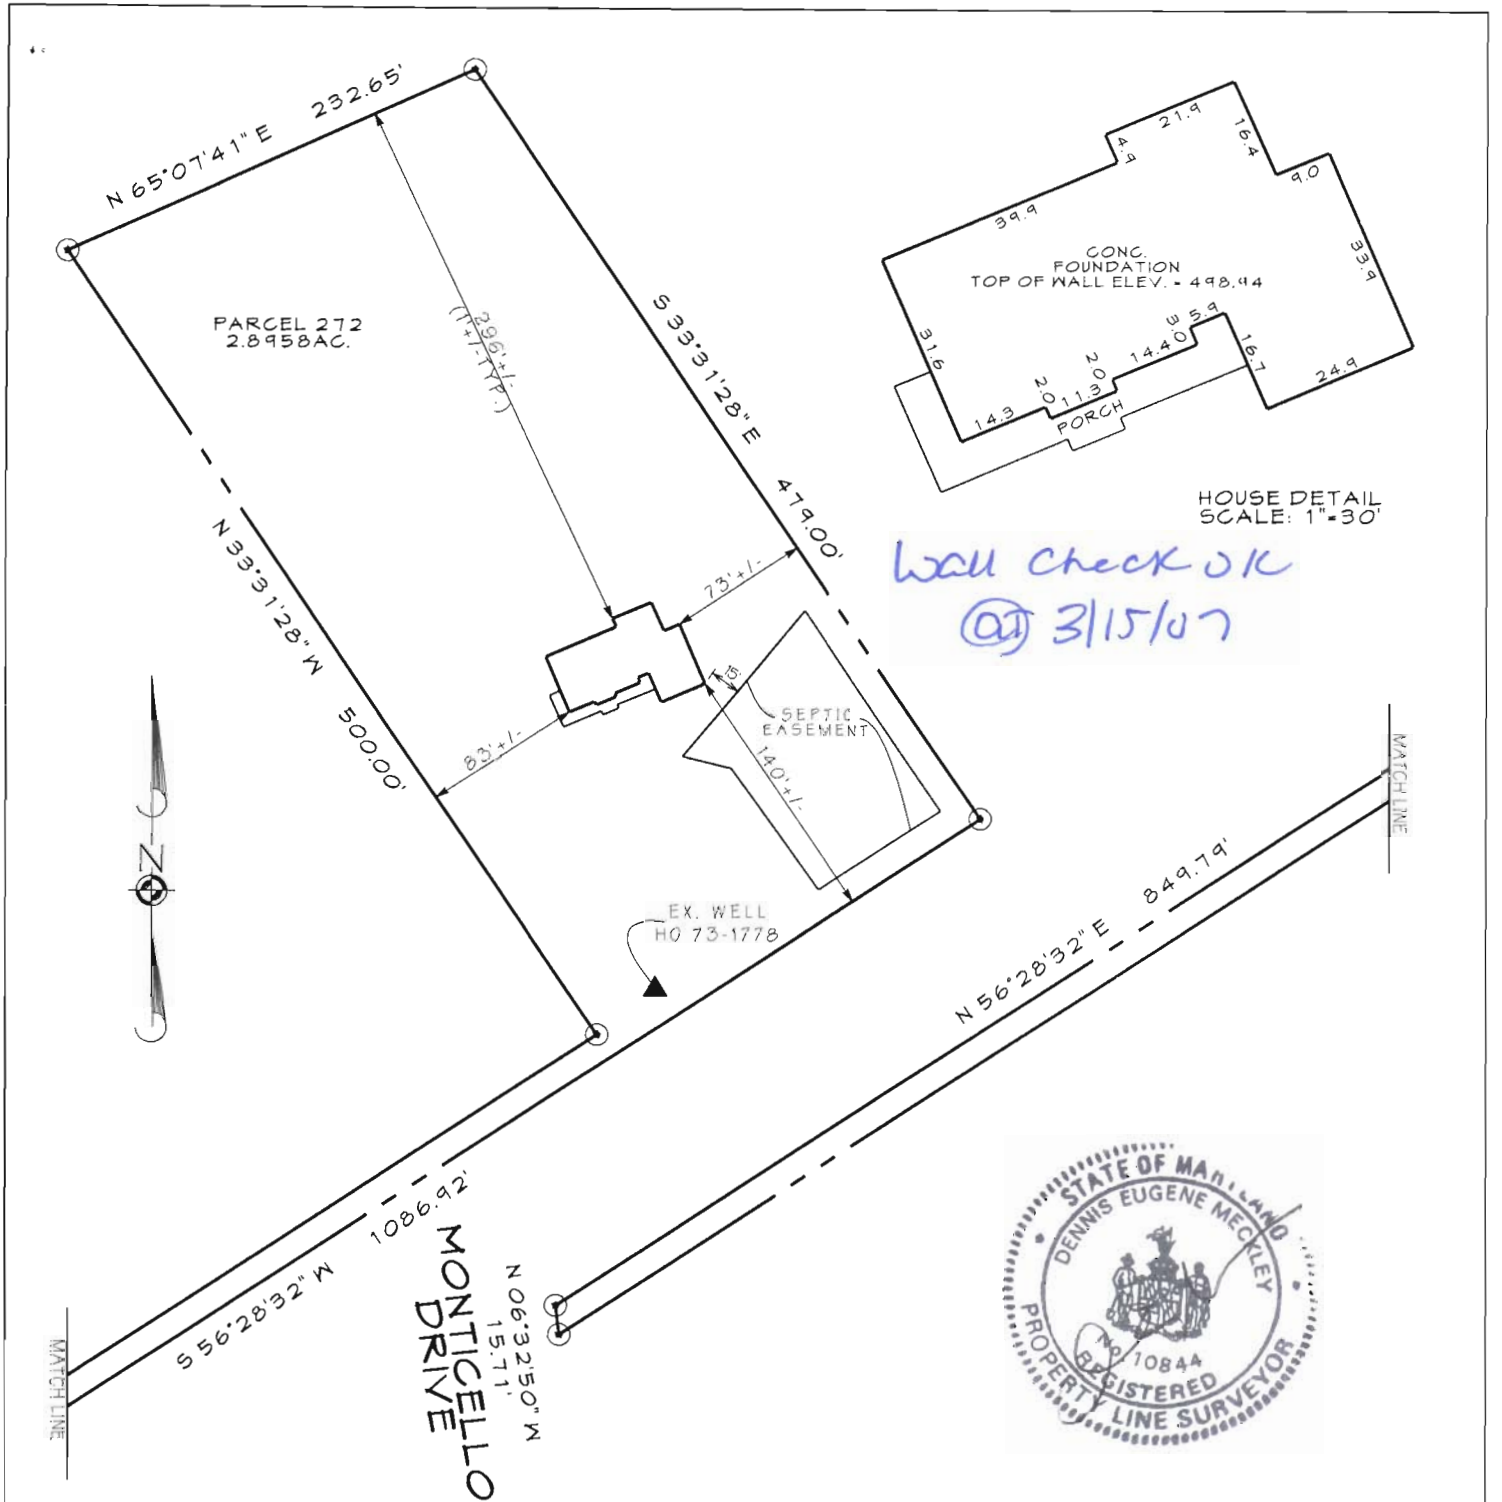 N 65°07'41" E 232.65'
PARCEL 272
2.8958AC.
296'+/-
(1'+/- TYP.)
S 33°31'28" E 479.00'
N 33°31'28" W 500.00'
73'+/-
83'+/-
15'
SEPTIC
EASEMENT
140'+/-
EX. WELL
HO 73-1778
21.9
16.4
4.9
9.0
39.9
33.9
CONC.
FOUNDATION
TOP OF WALL ELEV. = 498.94
31.6
5.9
3.0
14.4
2.0
11.3
2.0
14.3
16.7
24.9
PORCH
HOUSE DETAIL
SCALE: 1"=30'
Wall Check OK
3/15/07
N
MATCH LINE
N 56°28'32" E 849.79'
S 56°28'32" W 1086.92'
MATCH LINE
MONTICELLO
DRIVE
N 06°32'50" W
15.71'
STATE OF MARYLAND
DENNIS EUGENE MECKLEY
No. 10844
REGISTERED
PROPERTY LINE SURVEYOR